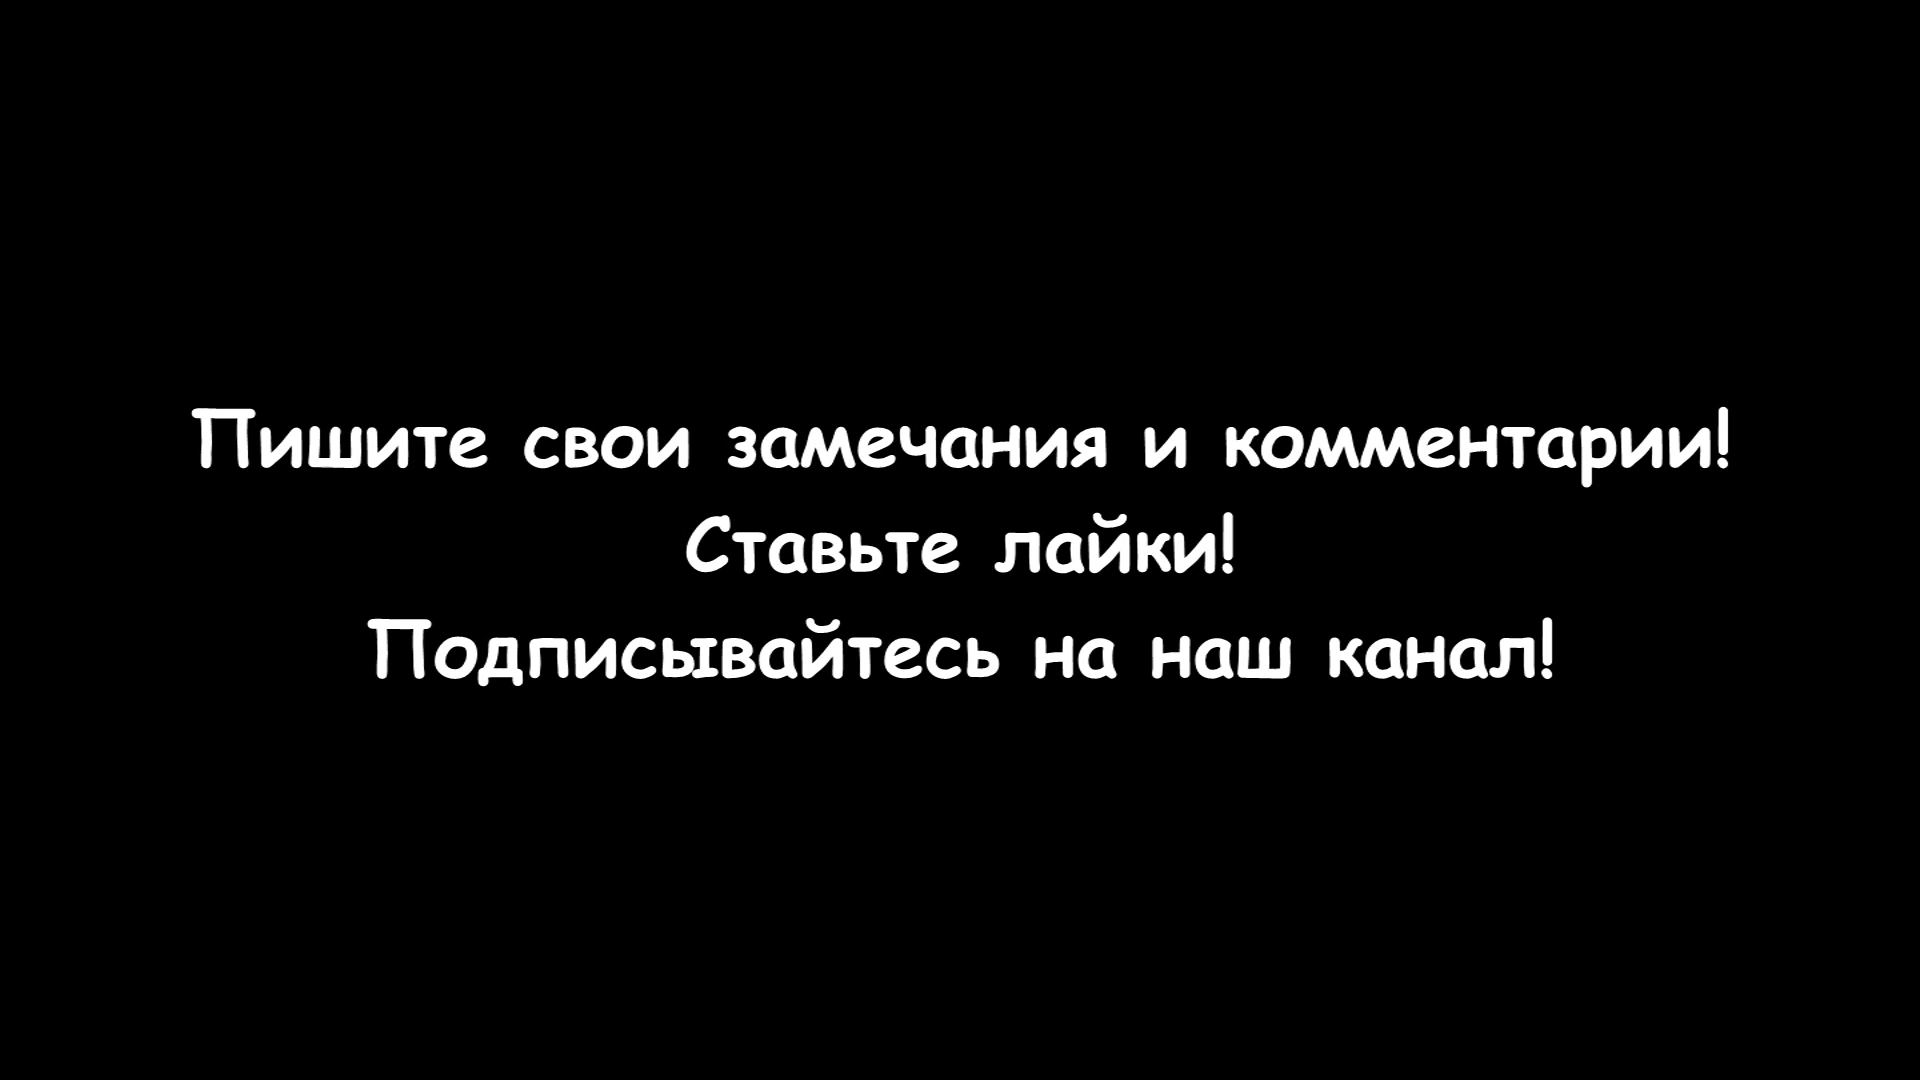 Пишите свои замечания и комментарии!
Ставьте лайки!
Подписывайтесь на наш канал!